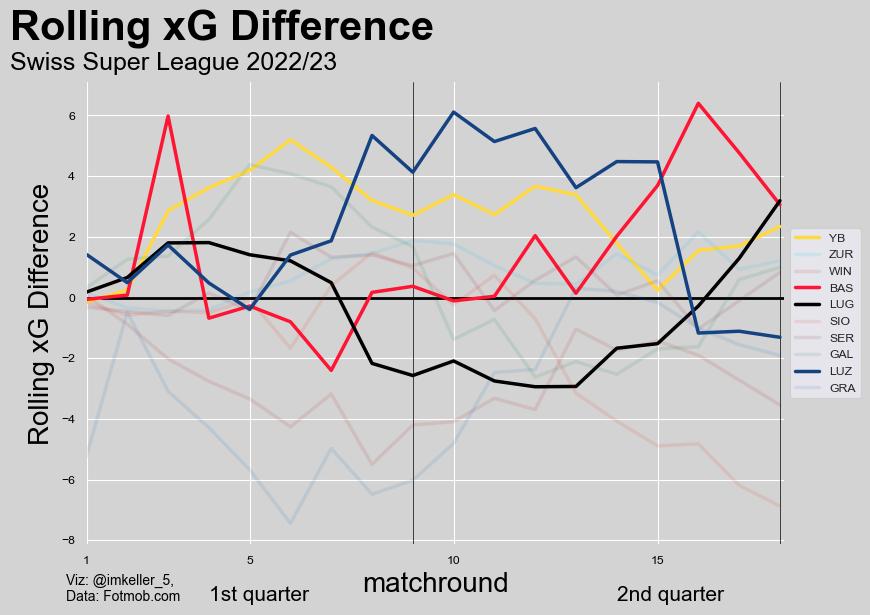 Rolling xG Difference
Swiss Super League 2022/23
Rolling xG Difference
6
4
2
0
−2
−4
−6
−8
1
5
10
15
YB
ZUR
WIN
BAS
LUG
SIO
SER
GAL
LUZ
GRA
matchround
Viz: @imkeller_5,
Data: Fotmob.com
1st quarter
2nd quarter